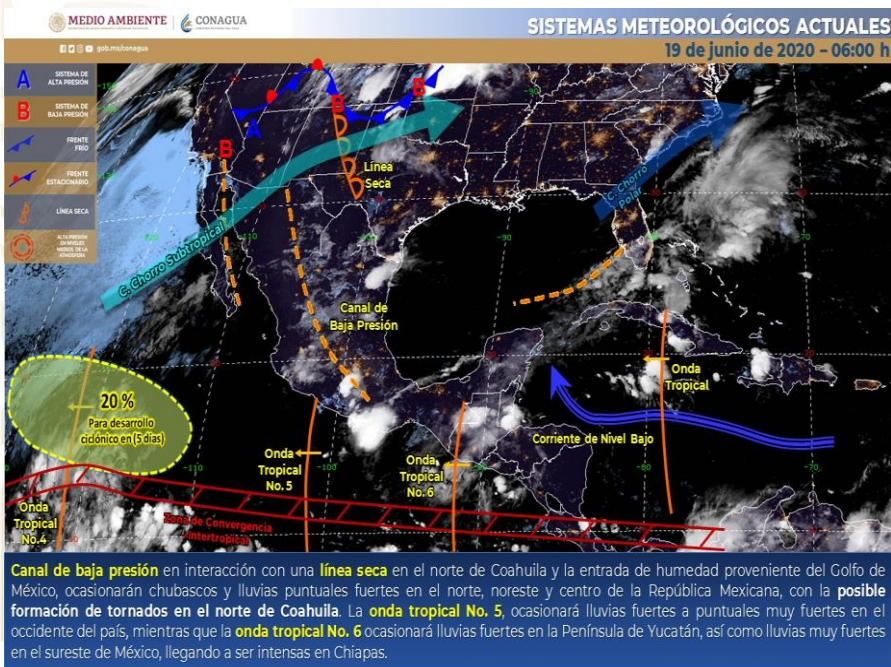 MEDIO AMBIENTE
CONAGUA
SISTEMAS METEOROLÓGICOS ACTUALES
gob.mx/conagua
19 de junio de 2020 – 06:00 h
A SISTEMA DE
ALTA PRESIÓN
B SISTEMA DE
BAJA PRESIÓN
FRENTE
FRÍO
FRENTE
ESTACIONARIO
LÍNEA SECA
ALTA PRESIÓN
EN NIVELES
MEDIOS DE LA
ATMÓSFERA
A
B
B
B
Línea
Seca
C. Chorro Subtropical
C. Chorro
Polar
Canal de
Baja Presión
20 %
Para desarrollo
ciclónico en (5 días)
Onda
Tropical
Onda
Tropical
No. 5
Onda
Tropical
No. 6
Corriente de Nivel Bajo
Onda
Tropical
No.4
Zona de Convergencia
Intertropical
-90
-110
-70
-110
-100
-90
-80
-70
Canal de baja presión en interacción con una línea seca en el norte de Coahuila y la entrada de humedad proveniente del Golfo de
México, ocasionarán chubascos y lluvias puntuales fuertes en el norte, noreste y centro de la República Mexicana, con la posible
formación de tornados en el norte de Coahuila. La onda tropical No. 5, ocasionará lluvias fuertes a puntuales muy fuertes en el
occidente del país, mientras que la onda tropical No. 6 ocasionará lluvias fuertes en la Península de Yucatán, así como lluvias muy fuertes
en el sureste de México, llegando a ser intensas en Chiapas.